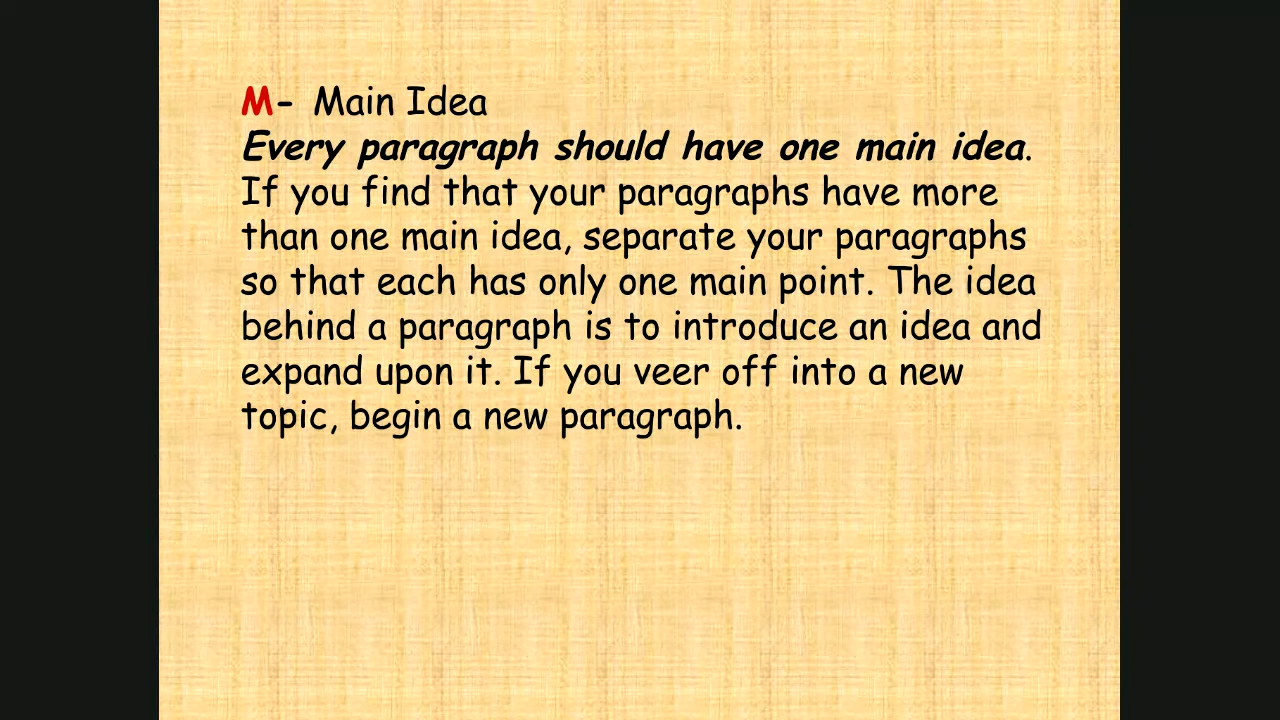 M- Main Idea
Every paragraph should have one main idea.
If you find that your paragraphs have more
than one main idea, separate your paragraphs
so that each has only one main point. The idea
behind a paragraph is to introduce an idea and
expand upon it. If you veer off into a new
topic, begin a new paragraph.